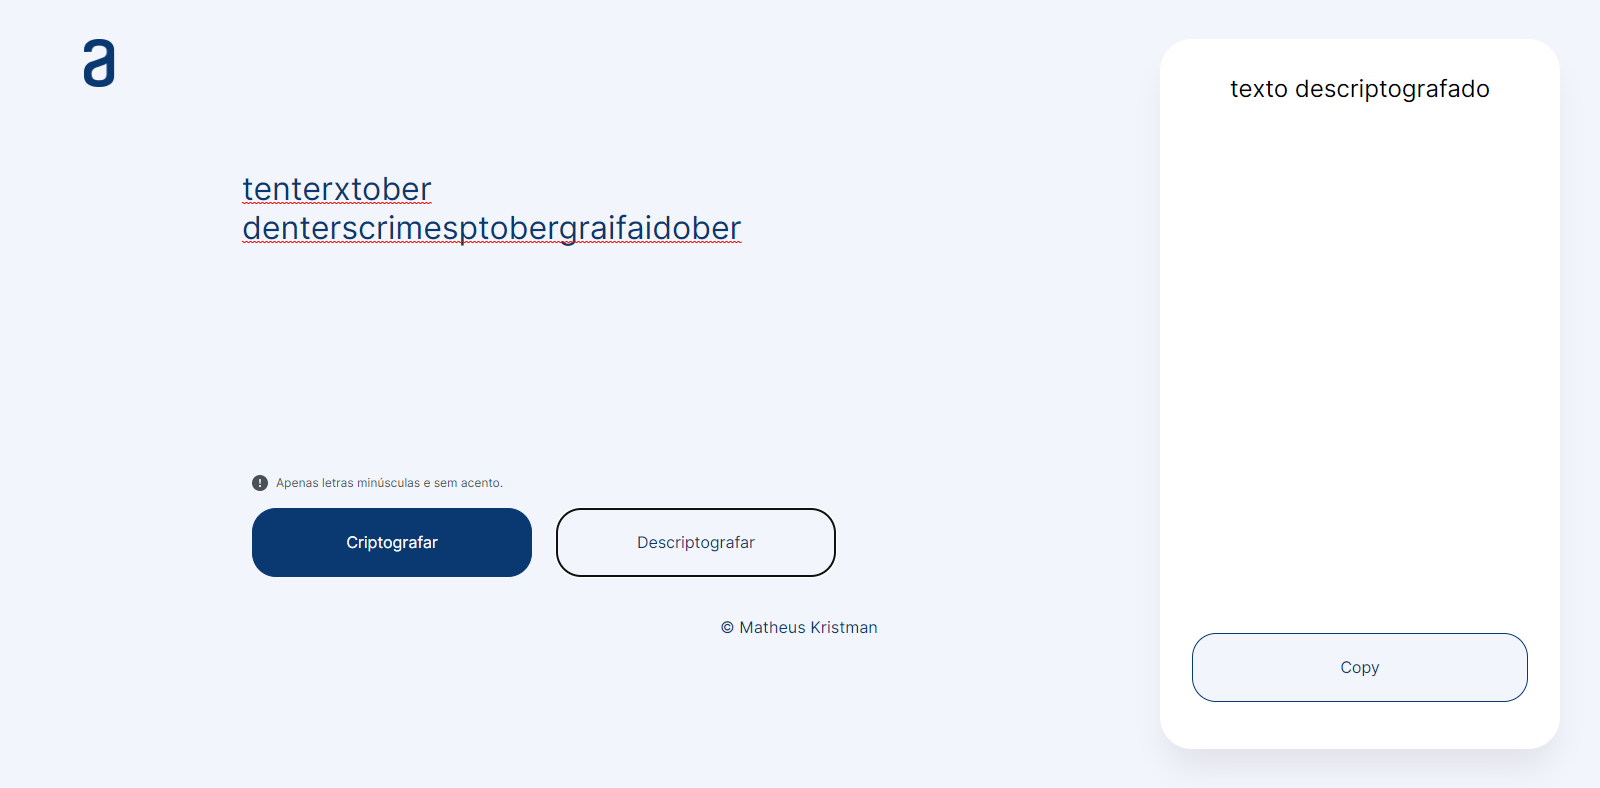 a
tenterxtober
denterscrimesptobergraifaidober
! Apenas letras minúsculas e sem acento.
Criptografar
Descriptografar
© Matheus Kristman
texto descriptografado
Copy